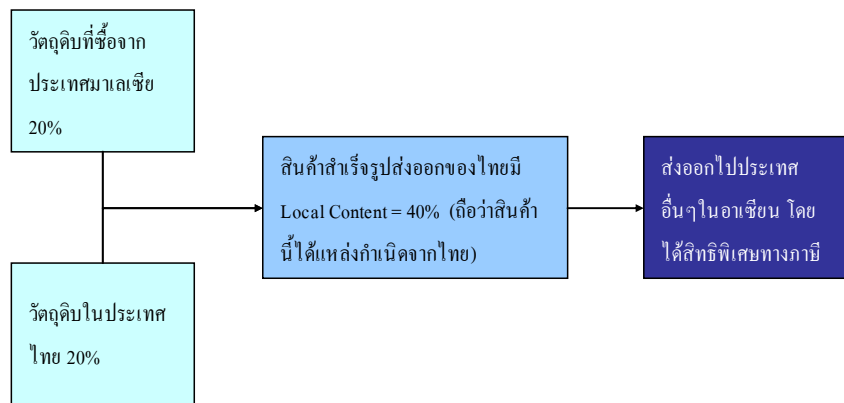 วัตถุดิบที่ซื้อจาก
ประเทศมาเลเซีย
20%
สินค้าสำเร็จรูปส่งออกของไทยมี
Local Content = 40% (ถือว่าสินค้า
นี้ได้แหล่งกำเนิดจากไทย)
ส่งออกไปประเทศ
อื่นๆในอาเซียน โดย
ได้สิทธิพิเศษทางภาษี
วัตถุดิบในประเทศ
ไทย 20%